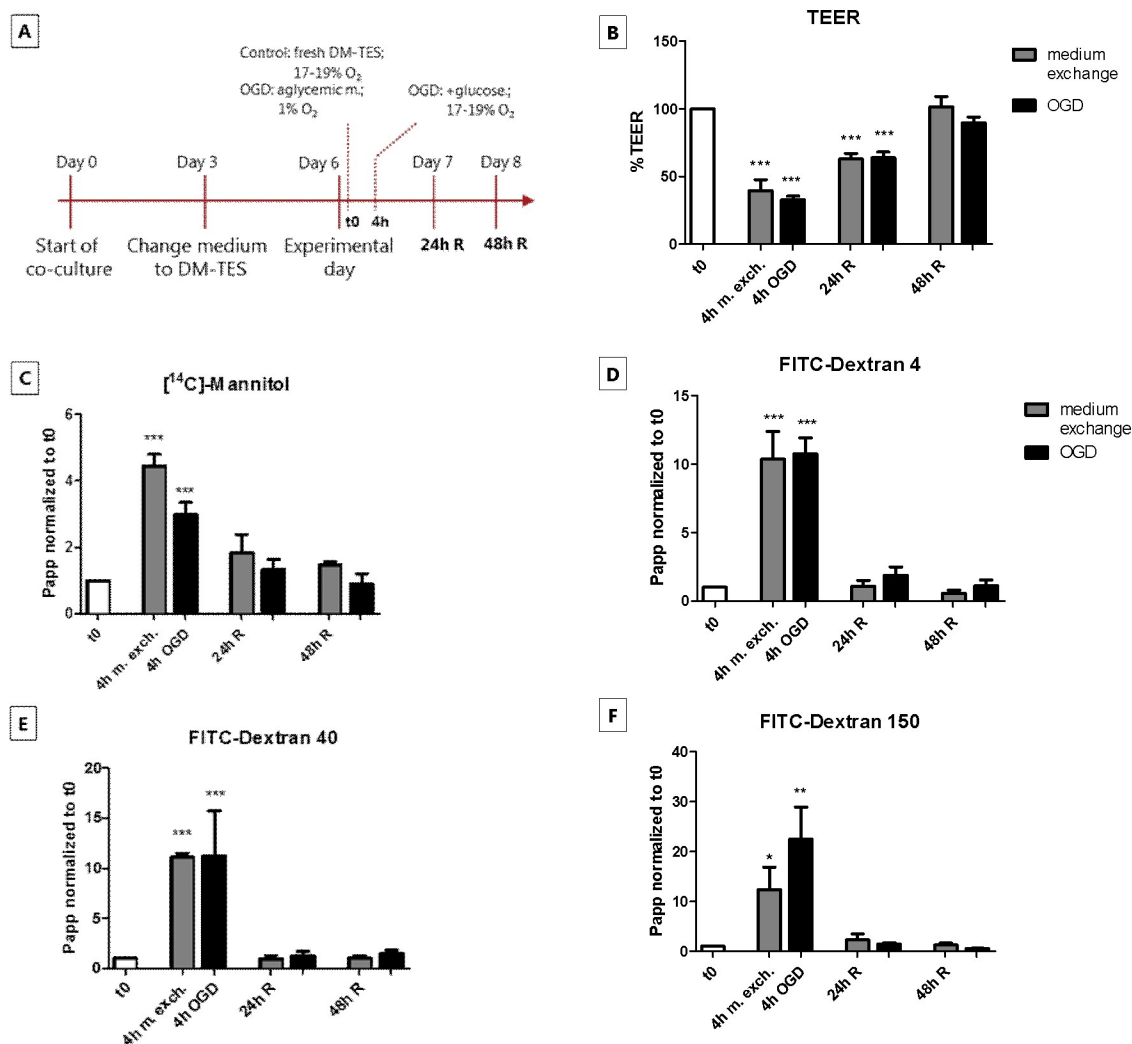 A
Control: fresh DM-TES;
17-19% O₂
OGD: aglycemic m.;
1% O₂
OGD: +glucose.;
17-19% O₂
Day 0
Day 3
Day 6
Day 7
Day 8
t0
4h
24h R
48h R
Start of
co-culture
Change medium
to DM-TES
Experimental
day
B
TEER
% TEER
150
100
50
0
***
***
***
***
t0
4h m. exch.
4h OGD
24h R
48h R
medium
exchange
OGD
C
[¹⁴C]-Mannitol
Papp normalized to t0
6
4
2
0
***
***
t0
4h m. exch.
4h OGD
24h R
48h R
D
FITC-Dextran 4
Papp normalized to t0
15
10
5
0
***
***
t0
4h m. exch.
4h OGD
24h R
48h R
medium
exchange
OGD
E
FITC-Dextran 40
Papp normalized to t0
20
15
10
5
0
***
***
t0
4h m. exch.
4h OGD
24h R
48h R
F
FITC-Dextran 150
Papp normalized to t0
40
30
20
10
0
*
**
t0
4h m. exch.
4h OGD
24h R
48h R